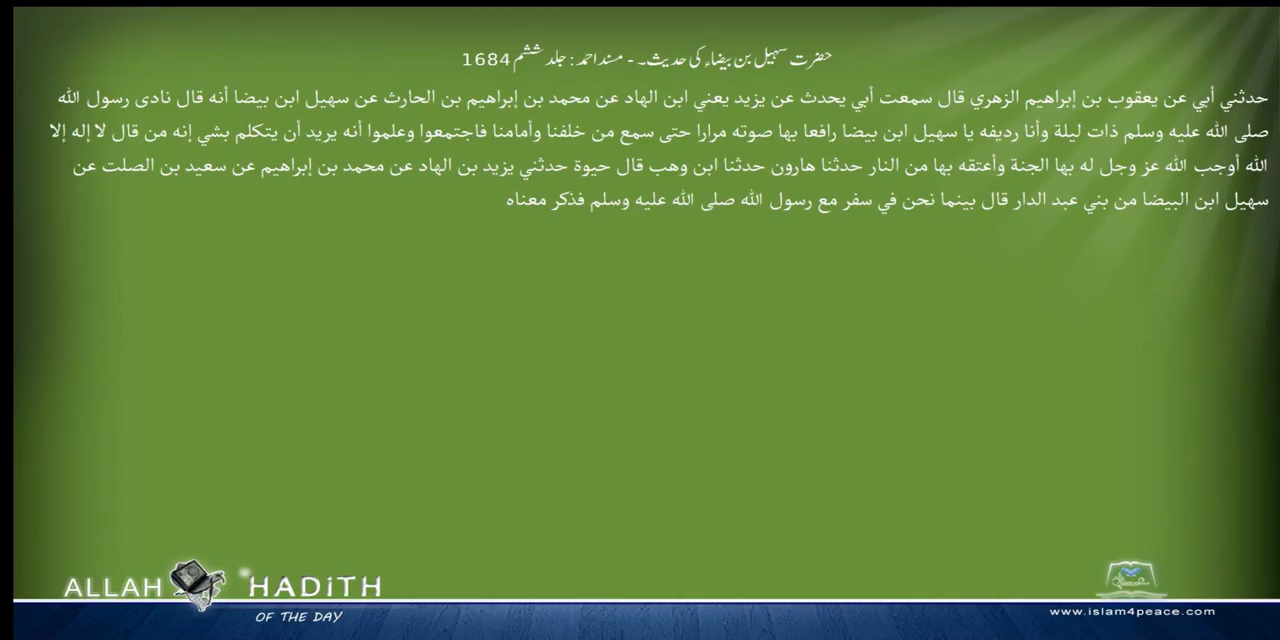 حضرت سہیل بن بیضاء کی حدیث۔ - مسند احمد : جلد ششم 1684
حدثني أبي عن يعقوب بن إبراهيم الزهري قال سمعت أبي يحدث عن يزيد يعني ابن الهاد عن محمد بن إبراهيم بن الحارث عن سهيل ابن بيضا أنه قال نادى رسول الله
صلى الله عليه وسلم ذات ليلة وأنا رديفه يا سهيل ابن بيضا رافعا بها صوته مرارا حتى سمع من خلفنا وأمامنا فاجتمعوا وعلموا أنه يريد أن يتكلم بشي إنه من قال لا إله إلا
الله أوجب الله عز وجل له بها الجنة وأعتقه بها من النار حدثنا هارون حدثنا ابن وهب قال حيوة حدثني يزيد بن الهاد عن محمد بن إبراهيم عن سعيد بن الصلت عن
سهيل ابن البيضا من بني عبد الدار قال بينما نحن في سفر مع رسول الله صلى الله عليه وسلم فذكر معناه
ALLAH HADITH
OF THE DAY
www.islam4peace.com